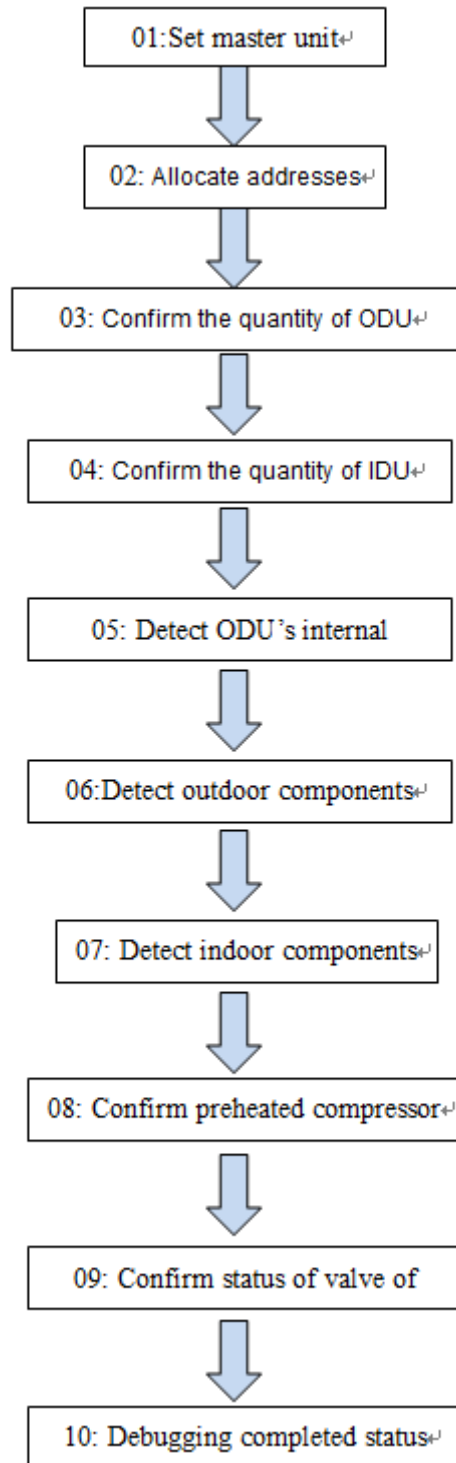 01:Set master unit
02: Allocate addresses
03: Confirm the quantity of ODU
04: Confirm the quantity of IDU
05: Detect ODU’s internal
06:Detect outdoor components
07: Detect indoor components
08: Confirm preheated compressor
09: Confirm status of valve of
10: Debugging completed status